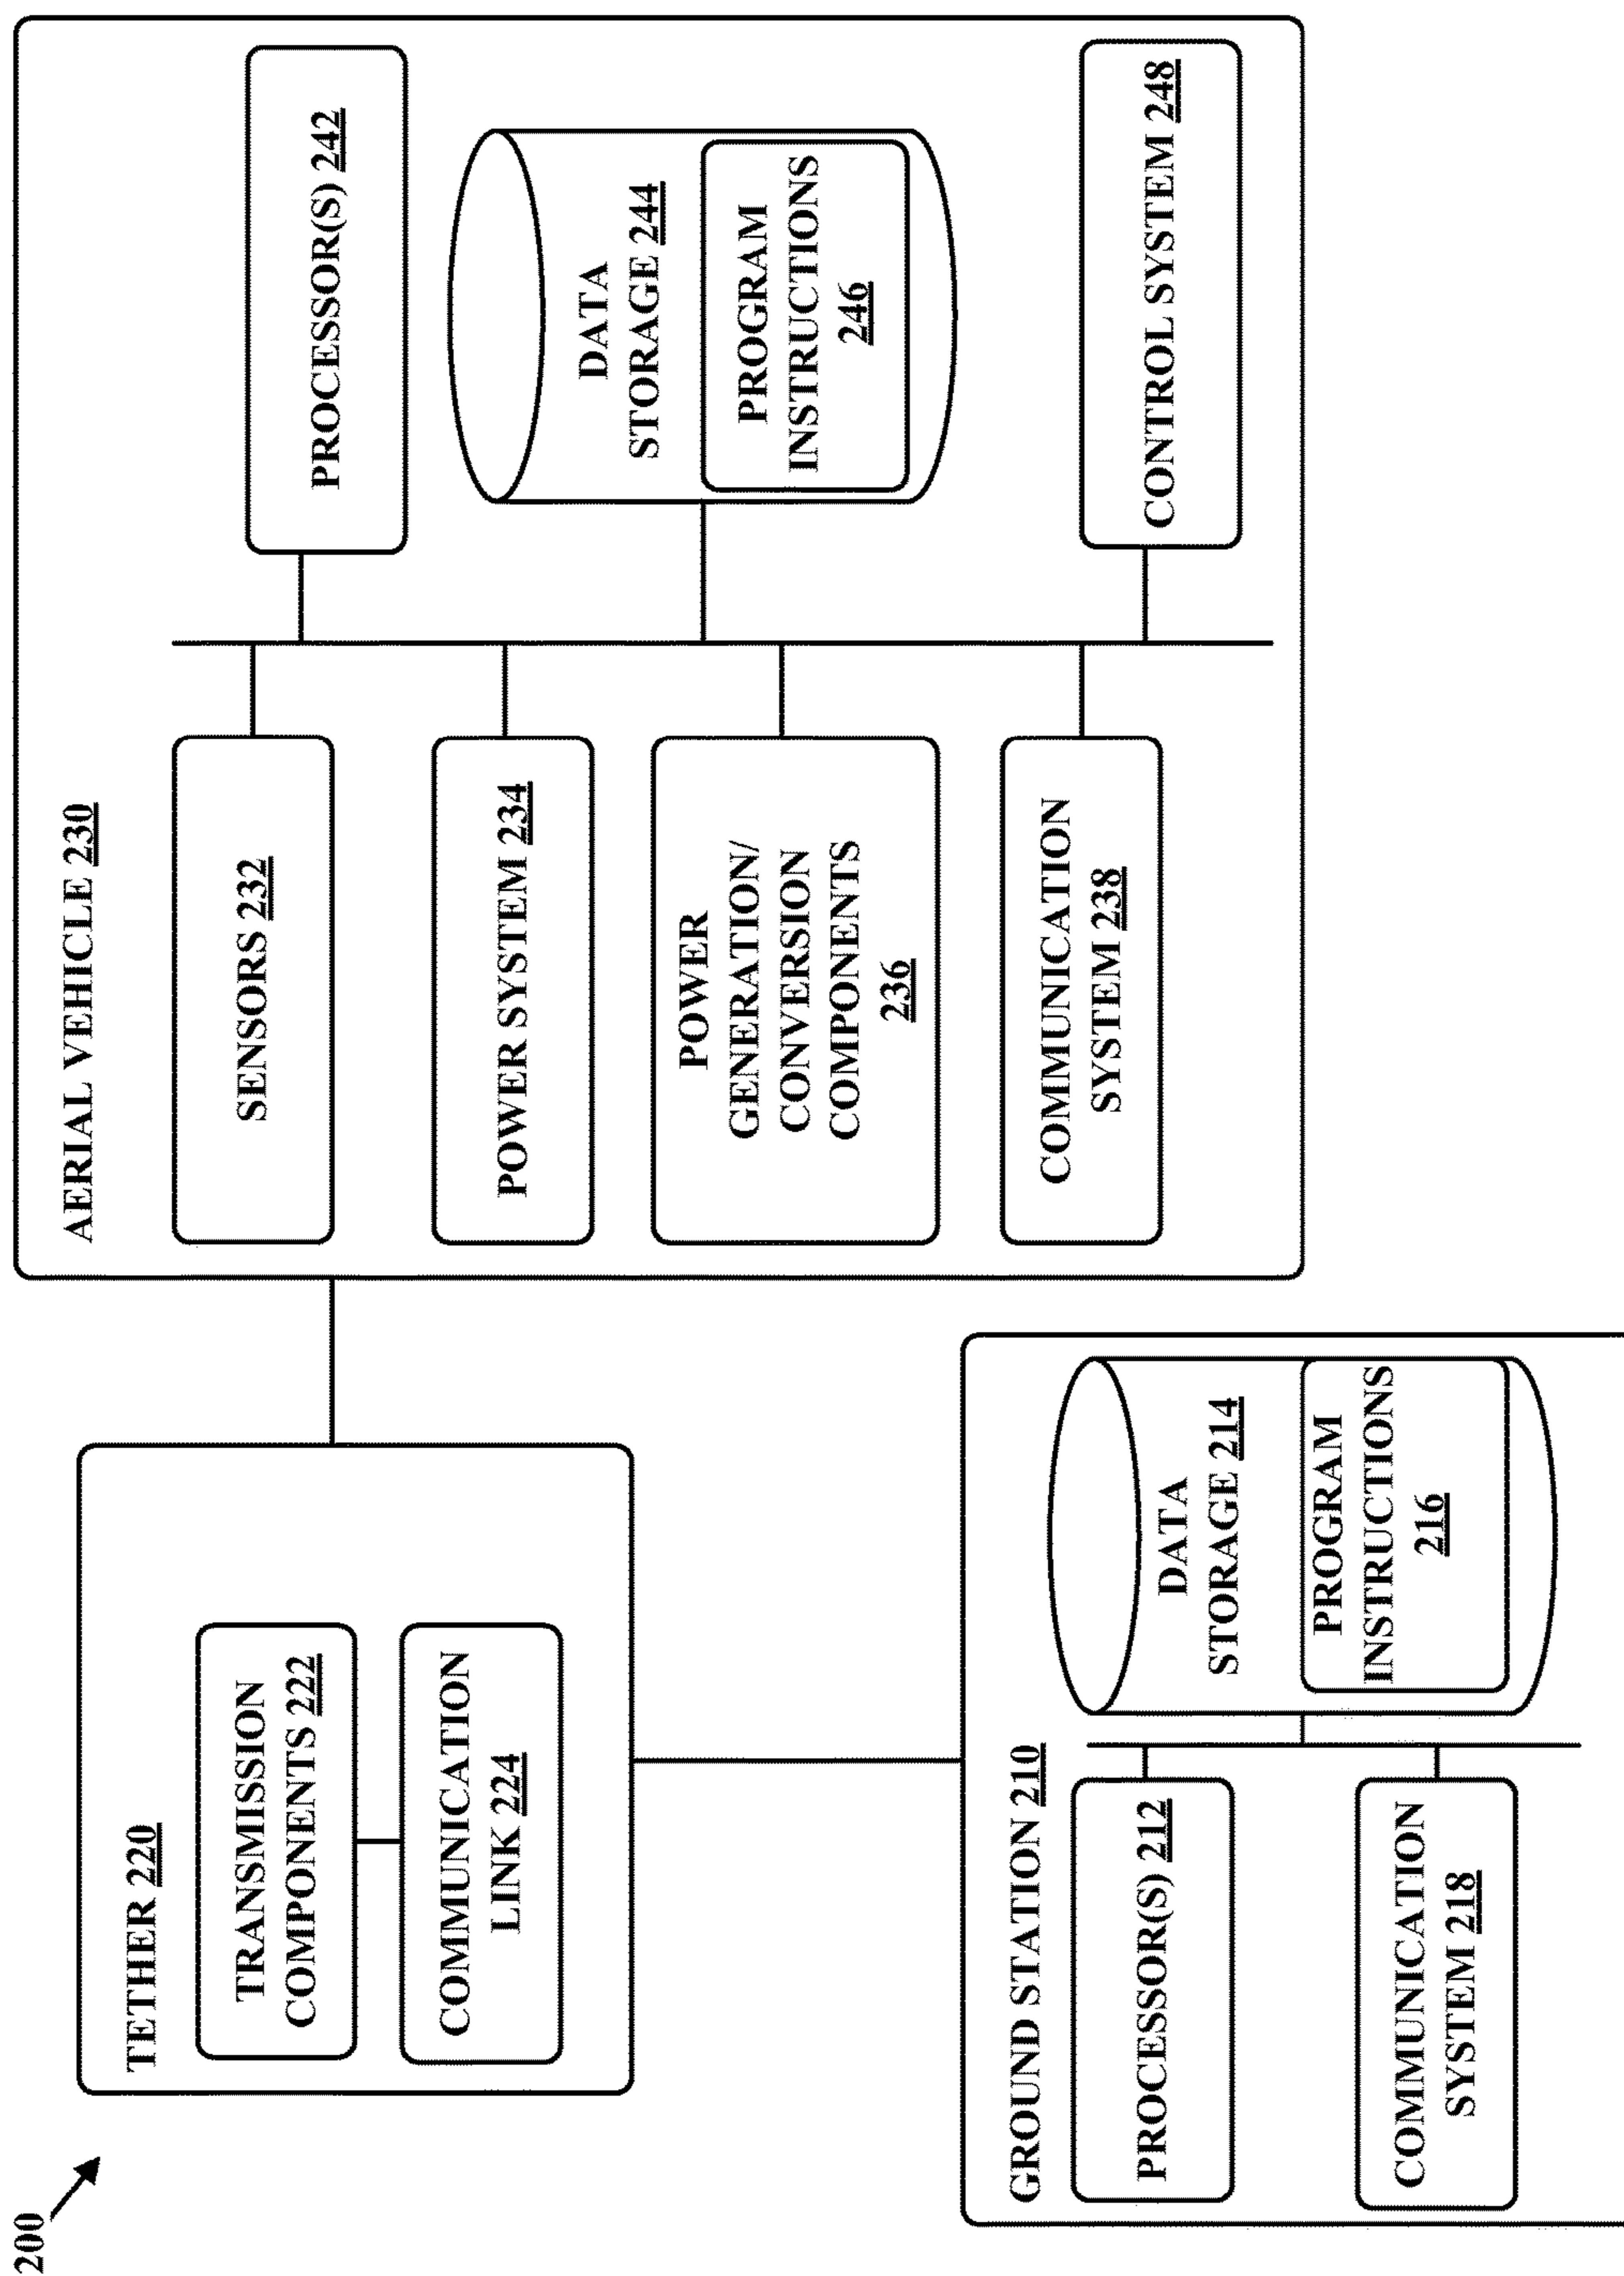 200
TETHER 220
TRANSMISSION
COMPONENTS 222
COMMUNICATION
LINK 224
AERIAL VEHICLE 230
SENSORS 232
POWER SYSTEM 234
POWER
GENERATION/
CONVERSION
COMPONENTS
236
COMMUNICATION
SYSTEM 238
PROCESSOR(S) 242
DATA
STORAGE 244
PROGRAM
INSTRUCTIONS
246
CONTROL SYSTEM 248
GROUND STATION 210
PROCESSOR(S) 212
COMMUNICATION
SYSTEM 218
DATA
STORAGE 214
PROGRAM
INSTRUCTIONS
216